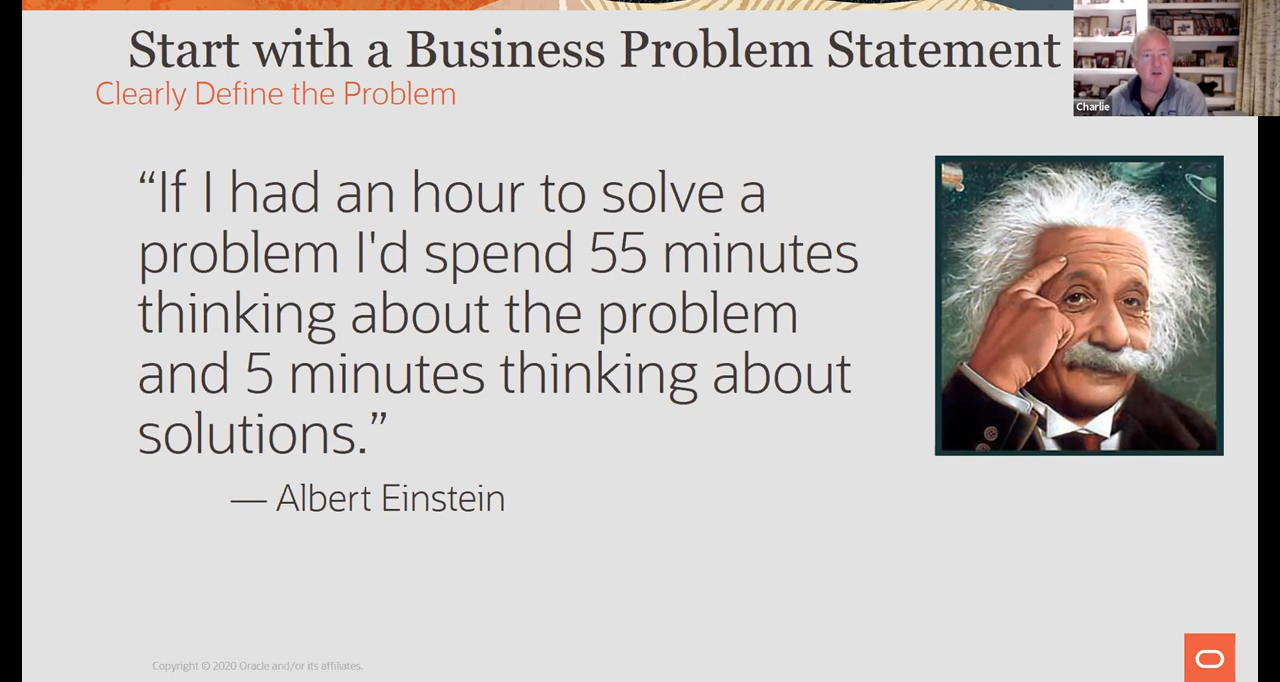 Start with a Business Problem Statement
Clearly Define the Problem
Charlie
“If I had an hour to solve a
problem I'd spend 55 minutes
thinking about the problem
and 5 minutes thinking about
solutions.”
— Albert Einstein
Copyright © 2020 Oracle and/or its affiliates.